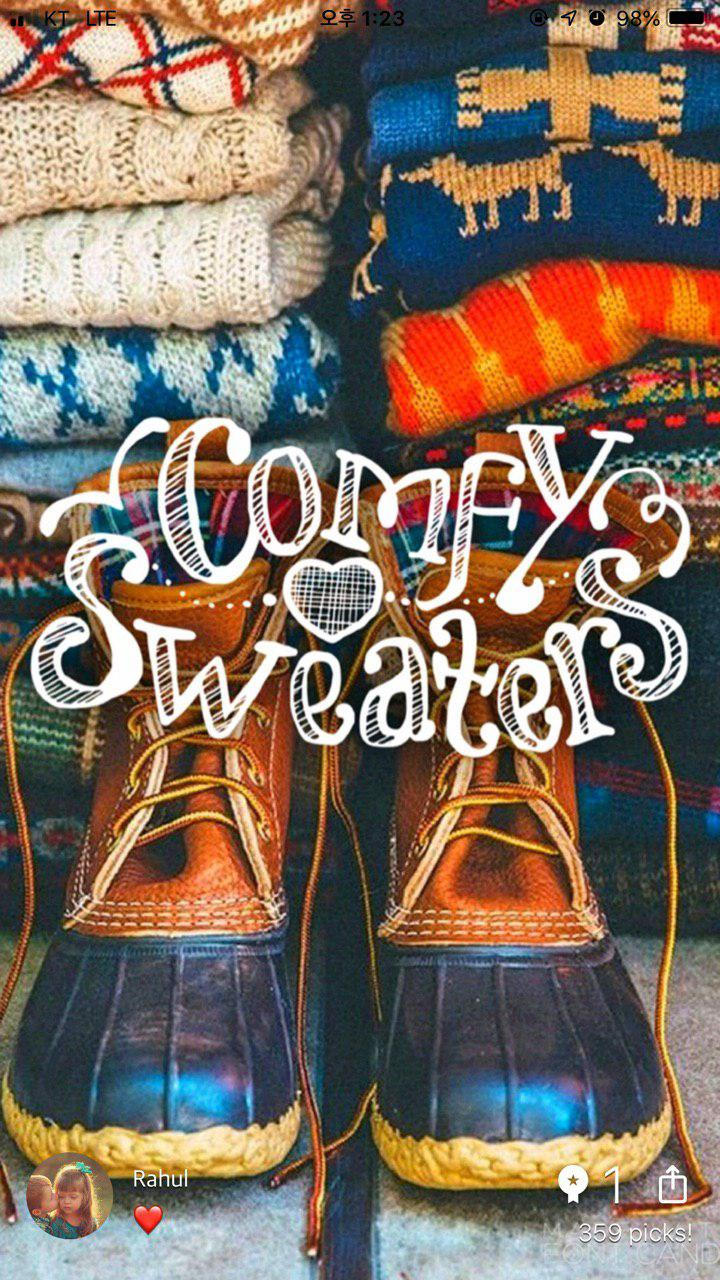 KT LTE 오후 1:23 98%
Comfy
Sweaters
Rahul
1
359 picks!